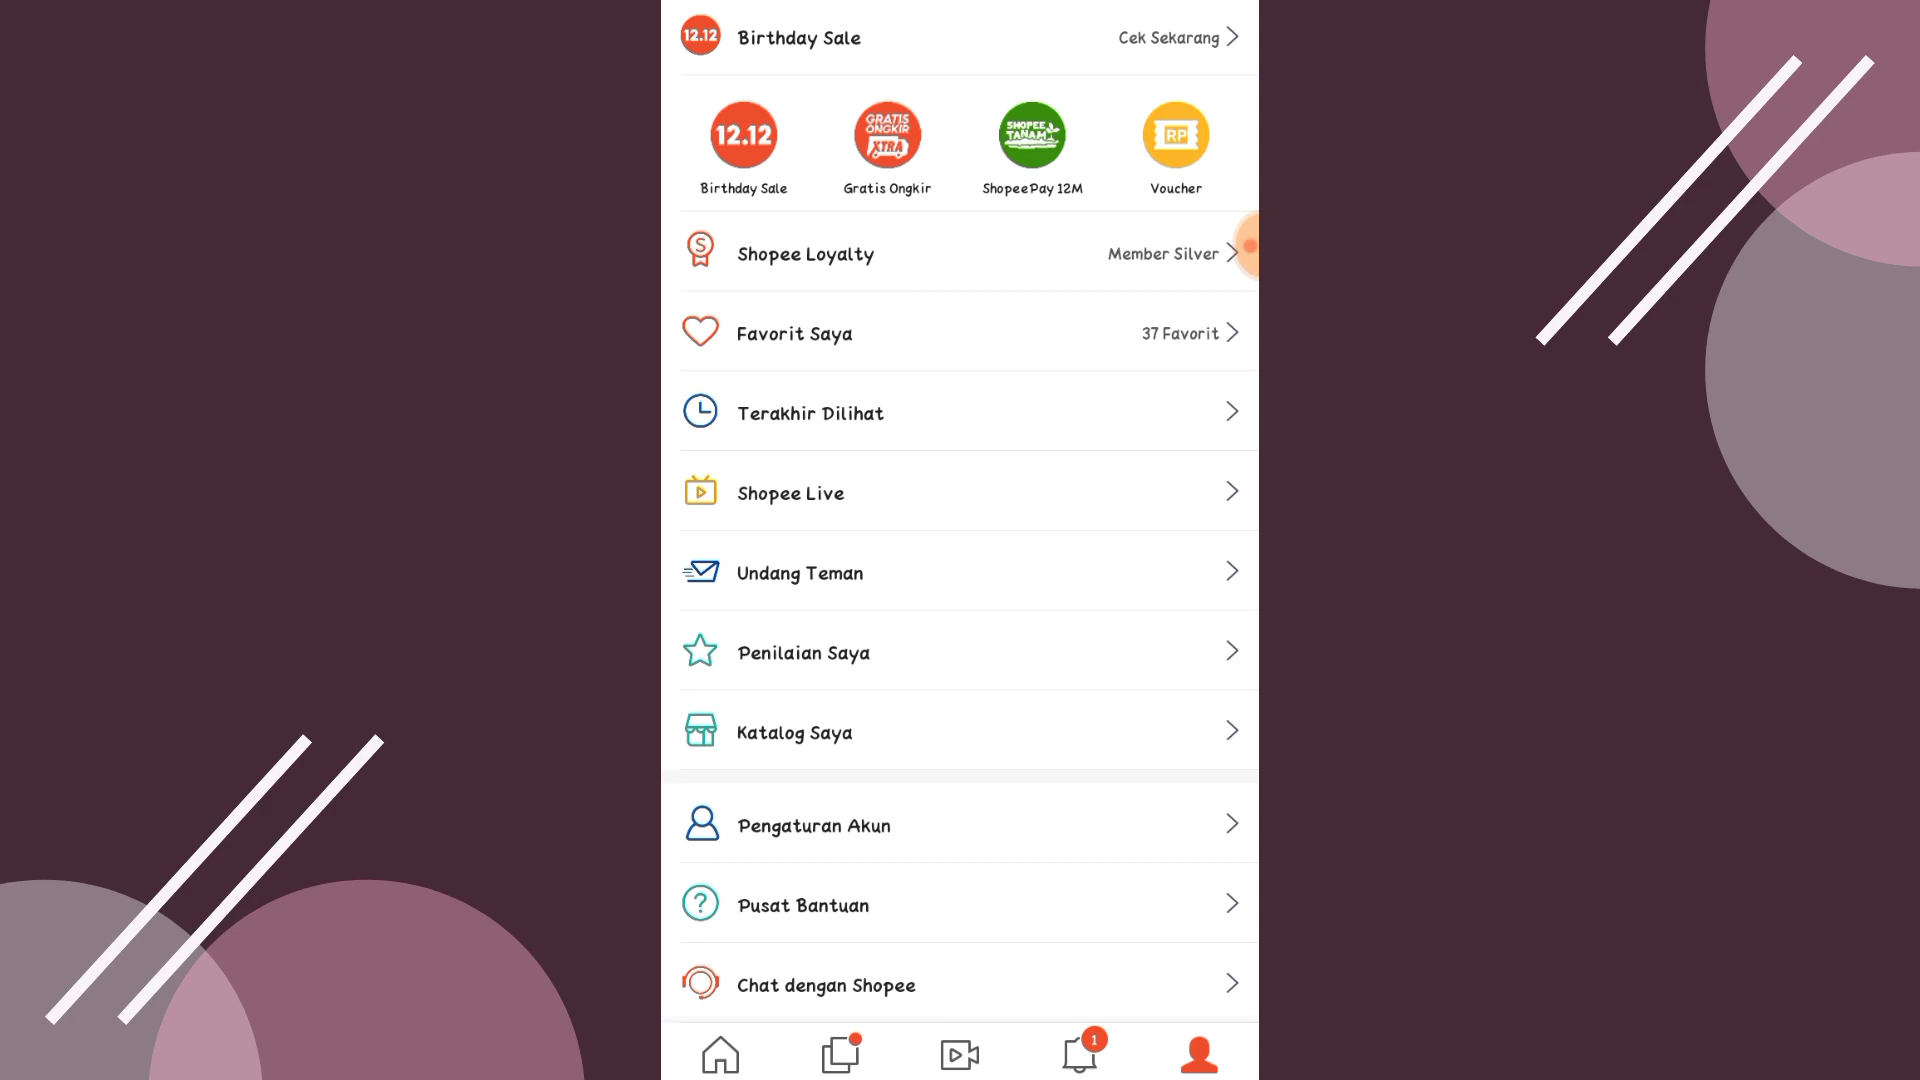 12.12 Birthday Sale Cek Sekarang
12.12 GRATIS ONGKIR XTRA SHOPEE TANAM RP
Birthday Sale Gratis Ongkir ShopeePay 12M Voucher
S Shopee Loyalty Member Silver
Favorit Saya 37 Favorit
Terakhir Dilihat
Shopee Live
Undang Teman
Penilaian Saya
Katalog Saya
Pengaturan Akun
? Pusat Bantuan
Chat dengan Shopee
1